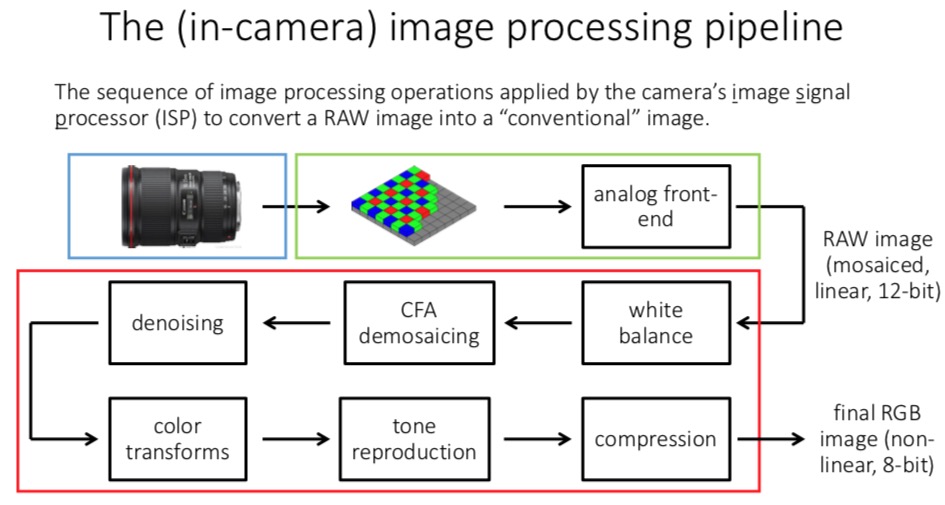 The (in-camera) image processing pipeline
The sequence of image processing operations applied by the camera’s image signal
processor (ISP) to convert a RAW image into a “conventional” image.
analog front-
end
RAW image
(mosaiced,
linear, 12-bit)
white
balance
CFA
demosaicing
denoising
color
transforms
tone
reproduction
compression
final RGB
image (non-
linear, 8-bit)